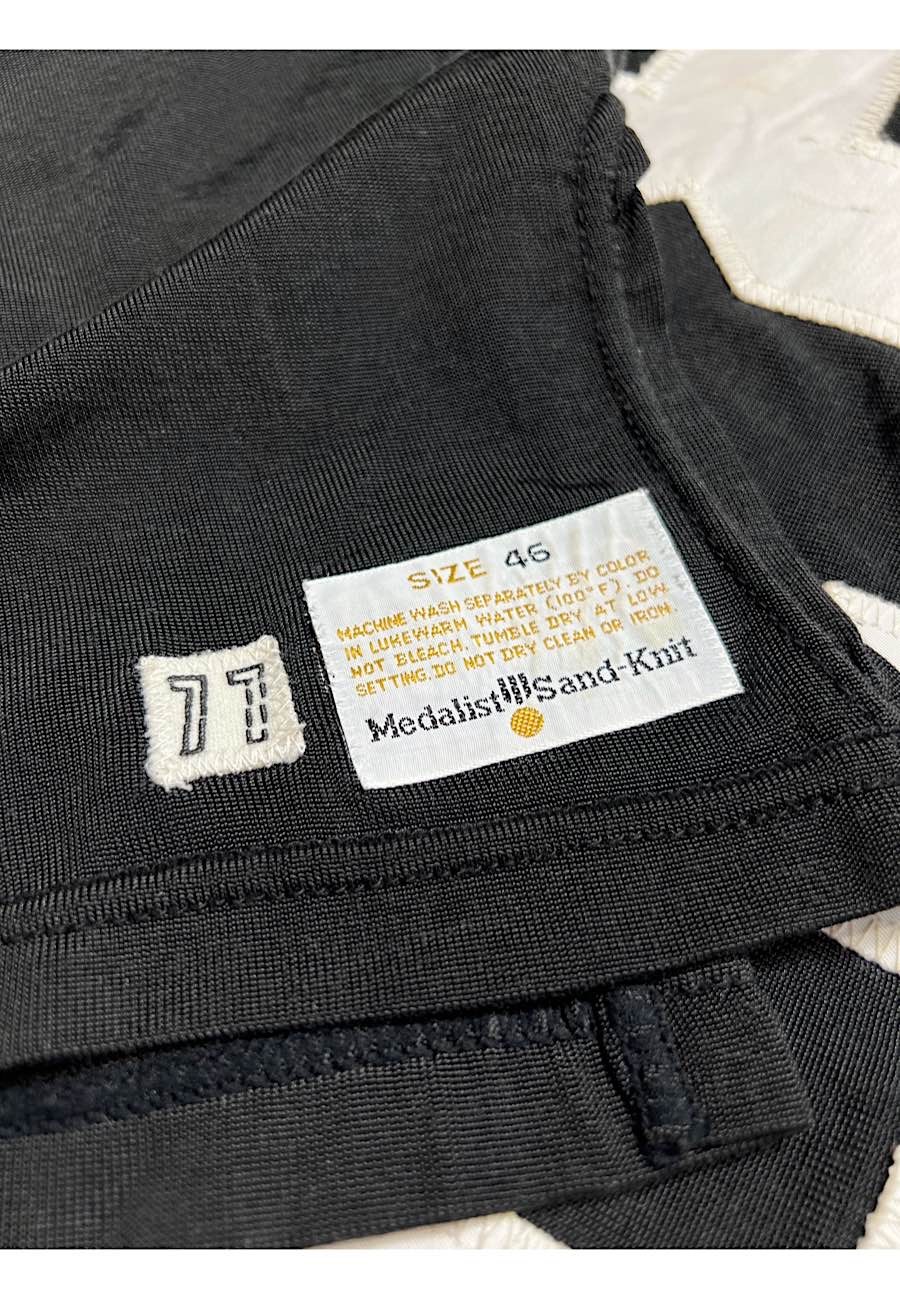 SIZE 46
MACHINE WASH SEPARATELY BY COLOR
IN LUKEWARM WATER (100° F). DO
NOT BLEACH. TUMBLE DRY AT LOW
SETTING. DO NOT DRY CLEAN OR IRON.
Medalist Sand-Knit
77